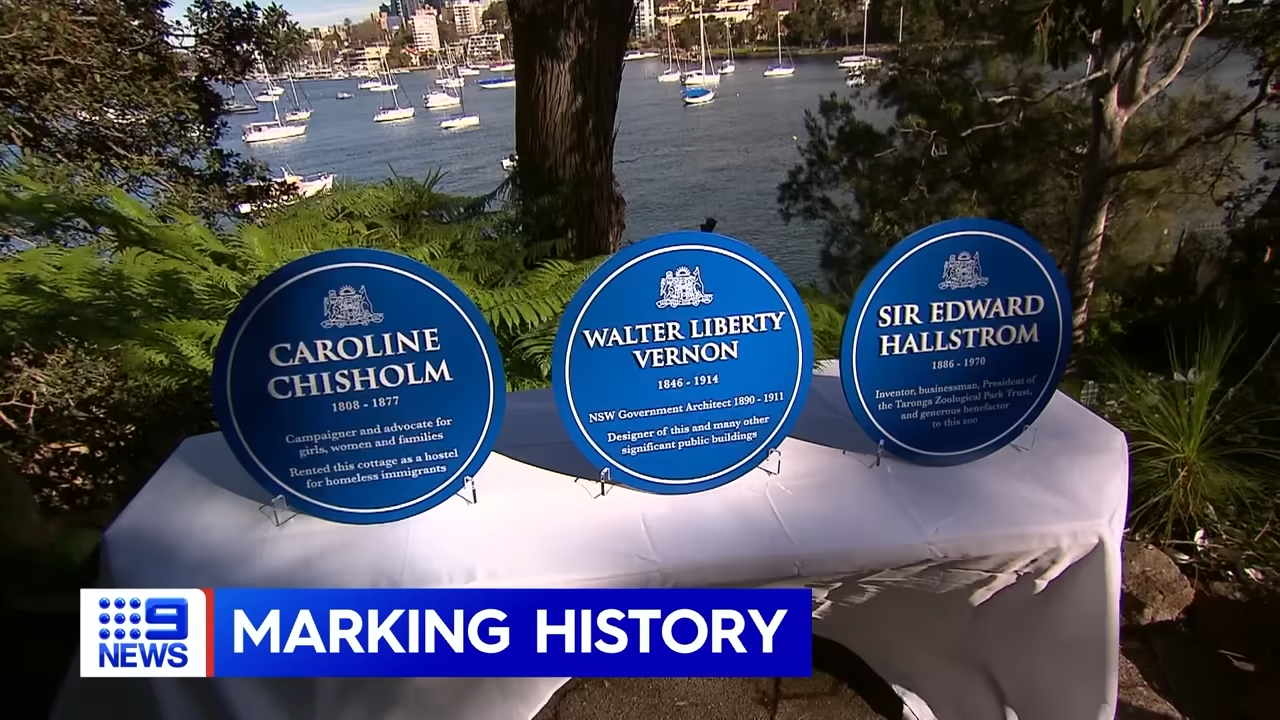 CAROLINE
CHISHOLM
1808 - 1877
Campaigner and advocate for
girls, women and families
Rented this cottage as a hostel
for homeless immigrants
WALTER LIBERTY
VERNON
1846 - 1914
NSW Government Architect 1890 - 1911
Designer of this and many other
significant public buildings
SIR EDWARD
HALLSTROM
1886 - 1970
Inventor, businessman, President of
the Taronga Zoological Park Trust,
and generous benefactor
to this zoo
9
NEWS
MARKING HISTORY